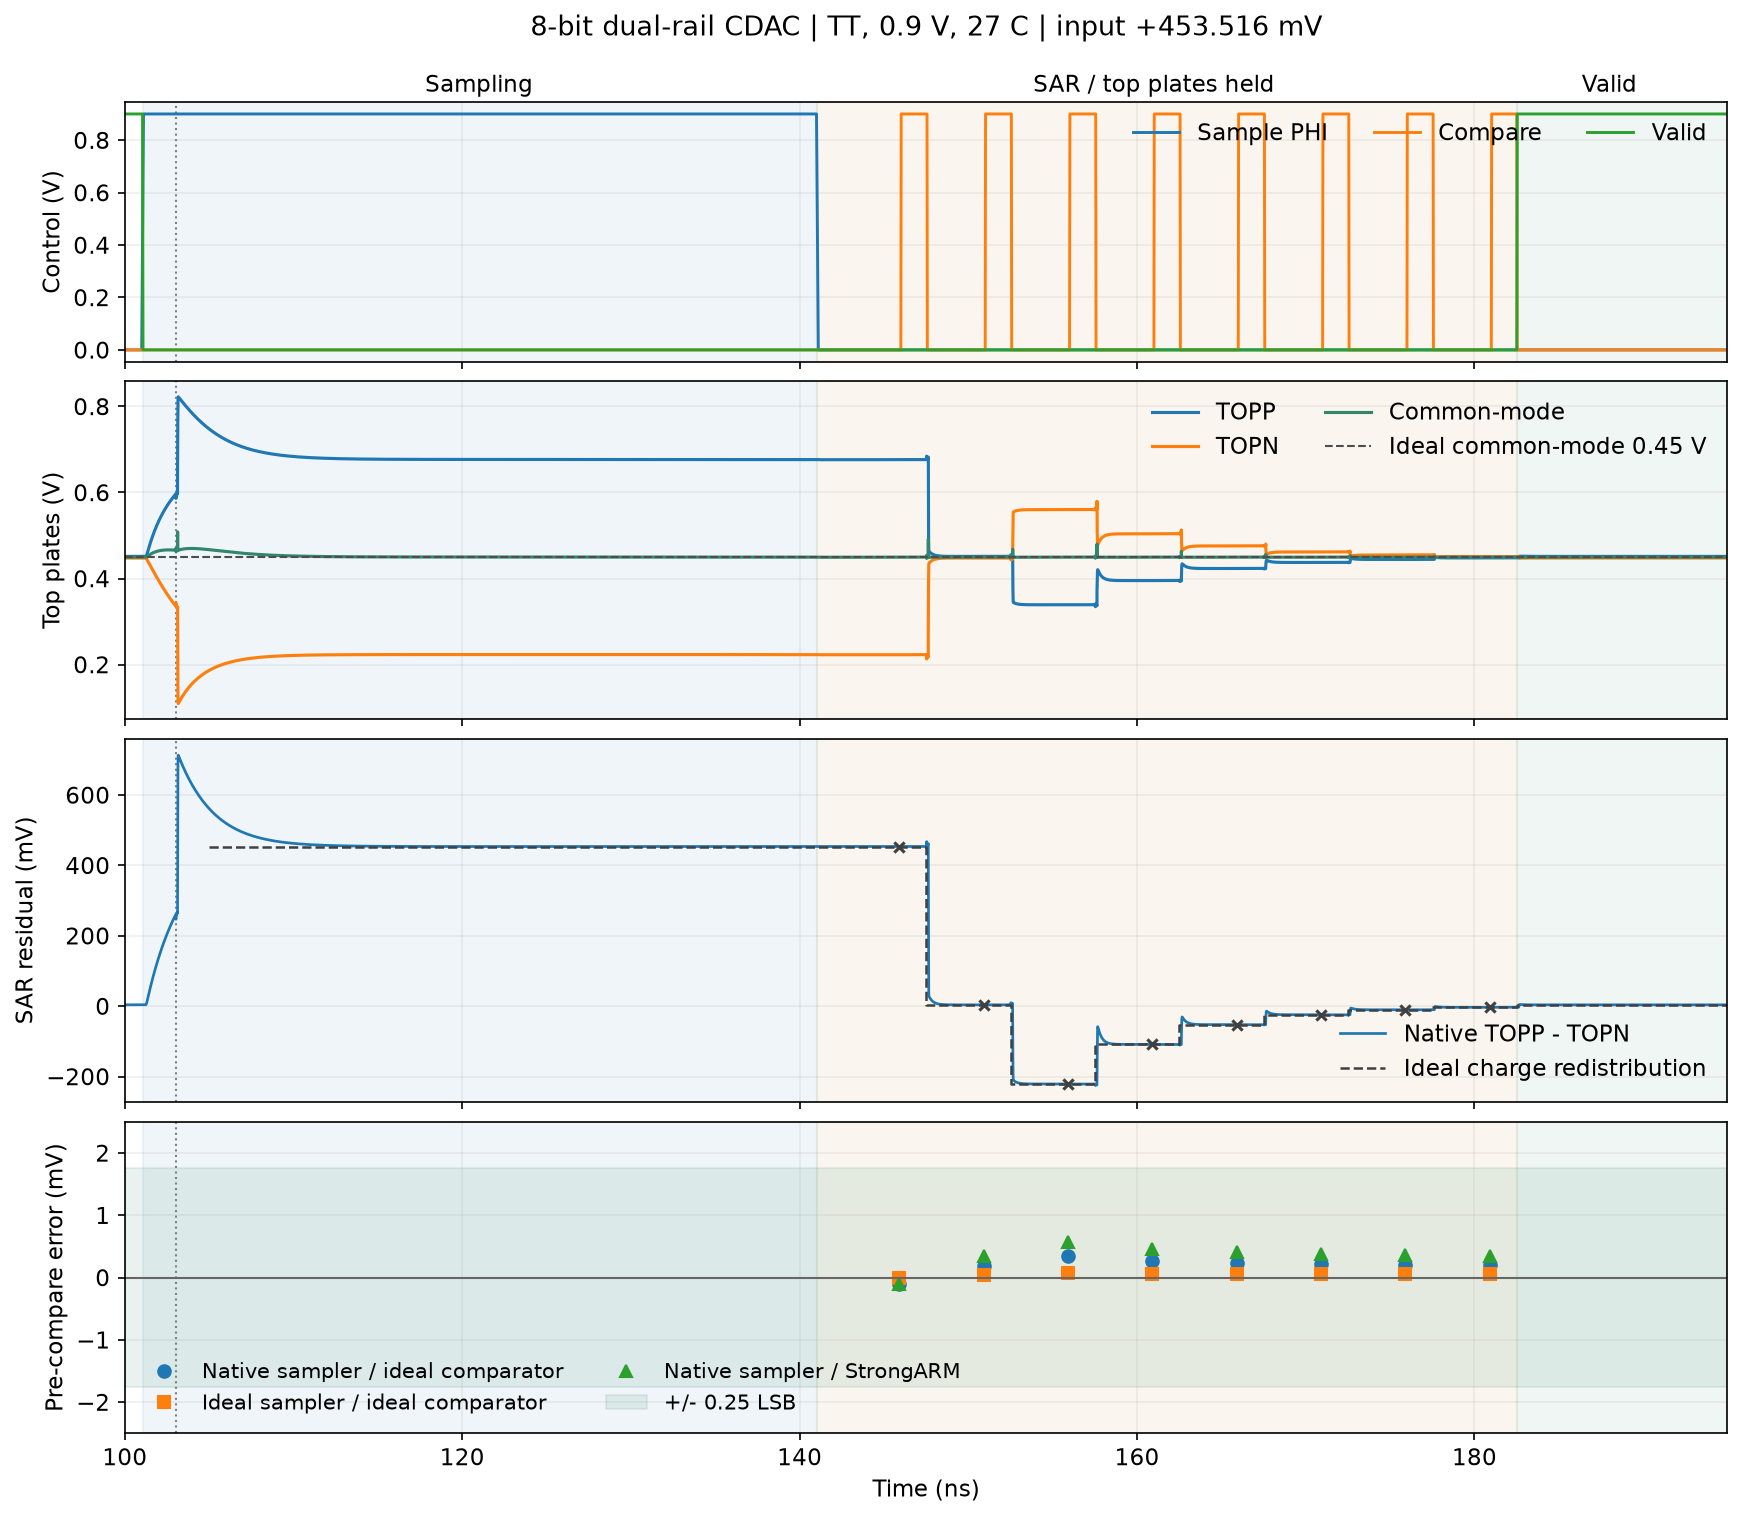 8-bit dual-rail CDAC | TT, 0.9 V, 27 C | input +453.516 mV
Sampling
SAR / top plates held
Valid
Control (V)
0.8
0.6
0.4
0.2
0.0
Sample PHI
Compare
Valid
Top plates (V)
0.8
0.6
0.4
0.2
TOPP
TOPN
Common-mode
Ideal common-mode 0.45 V
SAR residual (mV)
600
400
200
0
−200
Native TOPP - TOPN
Ideal charge redistribution
Pre-compare error (mV)
2
1
0
−1
−2
Native sampler / ideal comparator
Ideal sampler / ideal comparator
Native sampler / StrongARM
+/- 0.25 LSB
100
120
140
160
180
Time (ns)